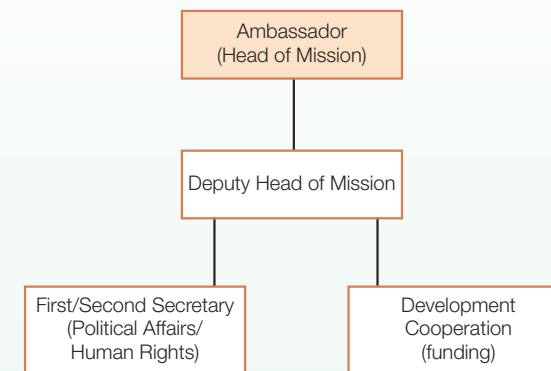 Ambassador
(Head of Mission)
Deputy Head of Mission
First/Second Secretary
(Political Affairs/
Human Rights)
Development
Cooperation
(funding)